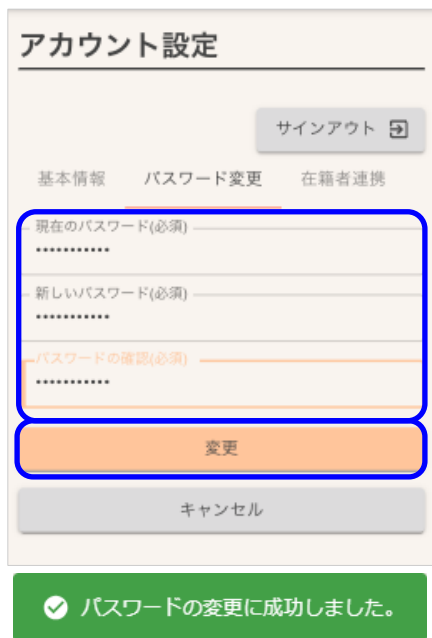 アカウント設定
サインアウト
基本情報 パスワード変更 在籍者連携
現在のパスワード(必須)
•••••••••••
新しいパスワード(必須)
•••••••••••
パスワードの確認(必須)
•••••••••••
変更
キャンセル
パスワードの変更に成功しました。